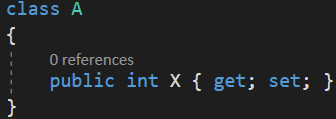 class A
{
0 references
public int X { get; set; }
}